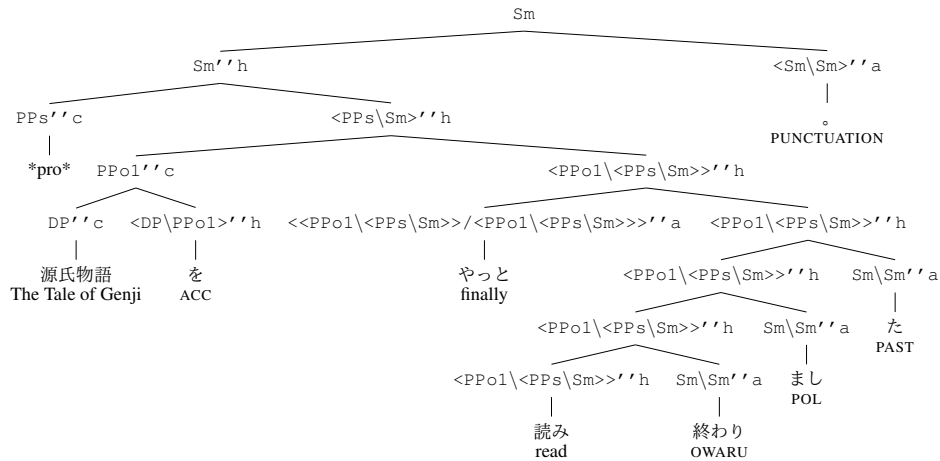 Sm
Sm''h <Sm\Sm>''a
PPs''c <PPs\Sm>''h 。
PUNCTUATION
*pro* PPo1''c <PPo1\<PPs\Sm>>''h
DP''c <DP\PPo1>''h <<PPo1\<PPs\Sm>>/<PPo1\<PPs\Sm>>>''a <PPo1\<PPs\Sm>>''h
源氏物語 を やっと <PPo1\<PPs\Sm>>''h Sm\Sm''a
The Tale of Genji ACC finally
<PPo1\<PPs\Sm>>''h Sm\Sm''a た
PAST
<PPo1\<PPs\Sm>>''h Sm\Sm''a まし
POL
読み 終わり
read OWARU